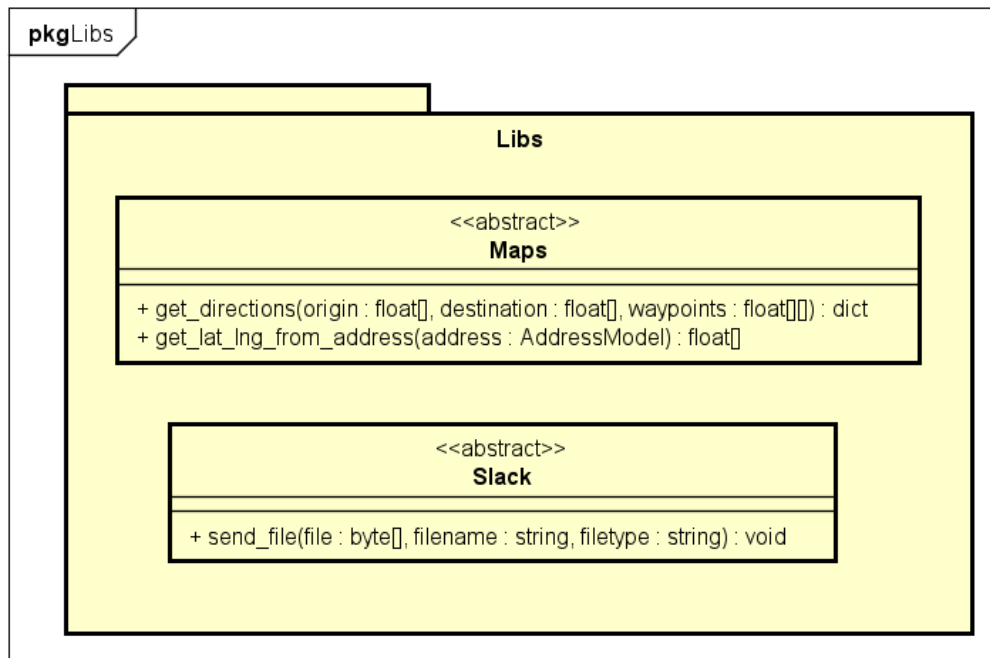 pkgLibs
Libs
<<abstract>>
Maps
+ get_directions(origin : float[], destination : float[], waypoints : float[][]) : dict
+ get_lat_lng_from_address(address : AddressModel) : float[]
<<abstract>>
Slack
+ send_file(file : byte[], filename : string, filetype : string) : void